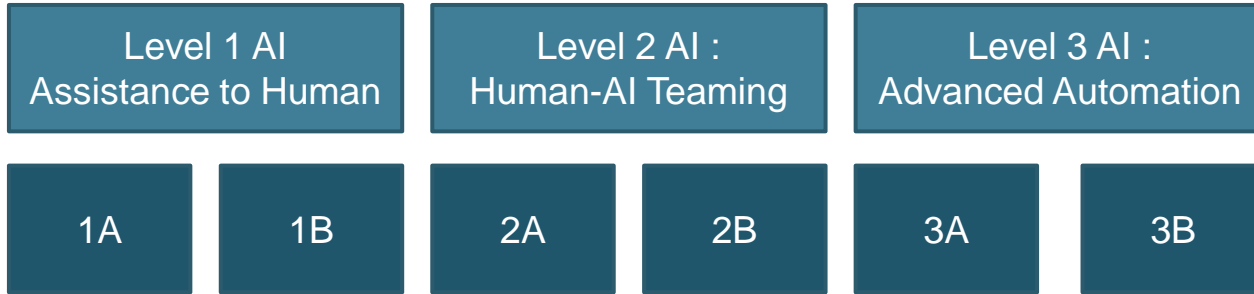 Level 1 AI
Assistance to Human
Level 2 AI :
Human-AI Teaming
Level 3 AI :
Advanced Automation
1A
1B
2A
2B
3A
3B